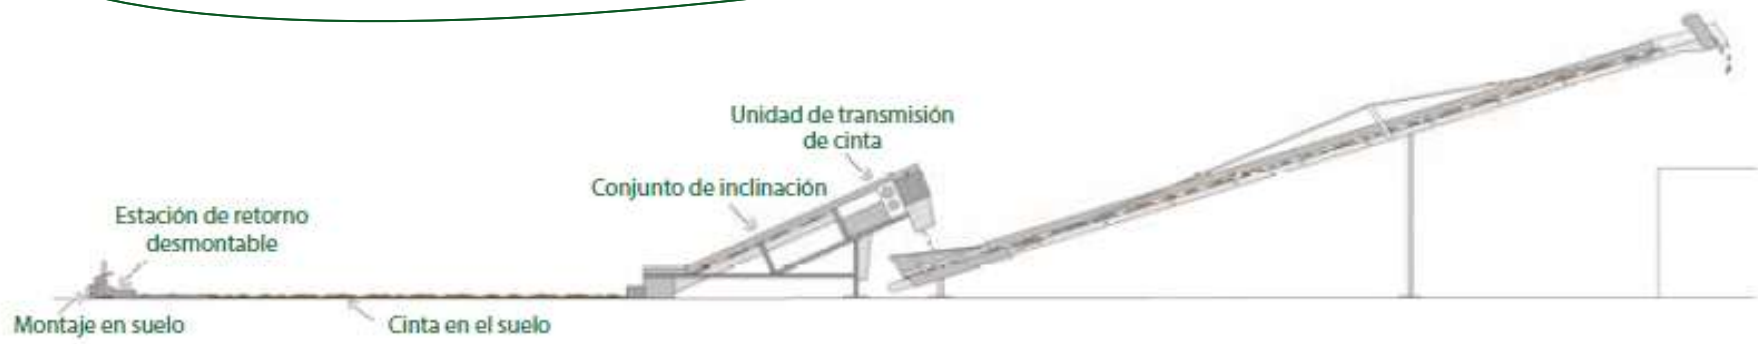 Unidad de transmisión
de cinta
Conjunto de inclinación
Estación de retorno
desmontable
Montaje en suelo
Cinta en el suelo